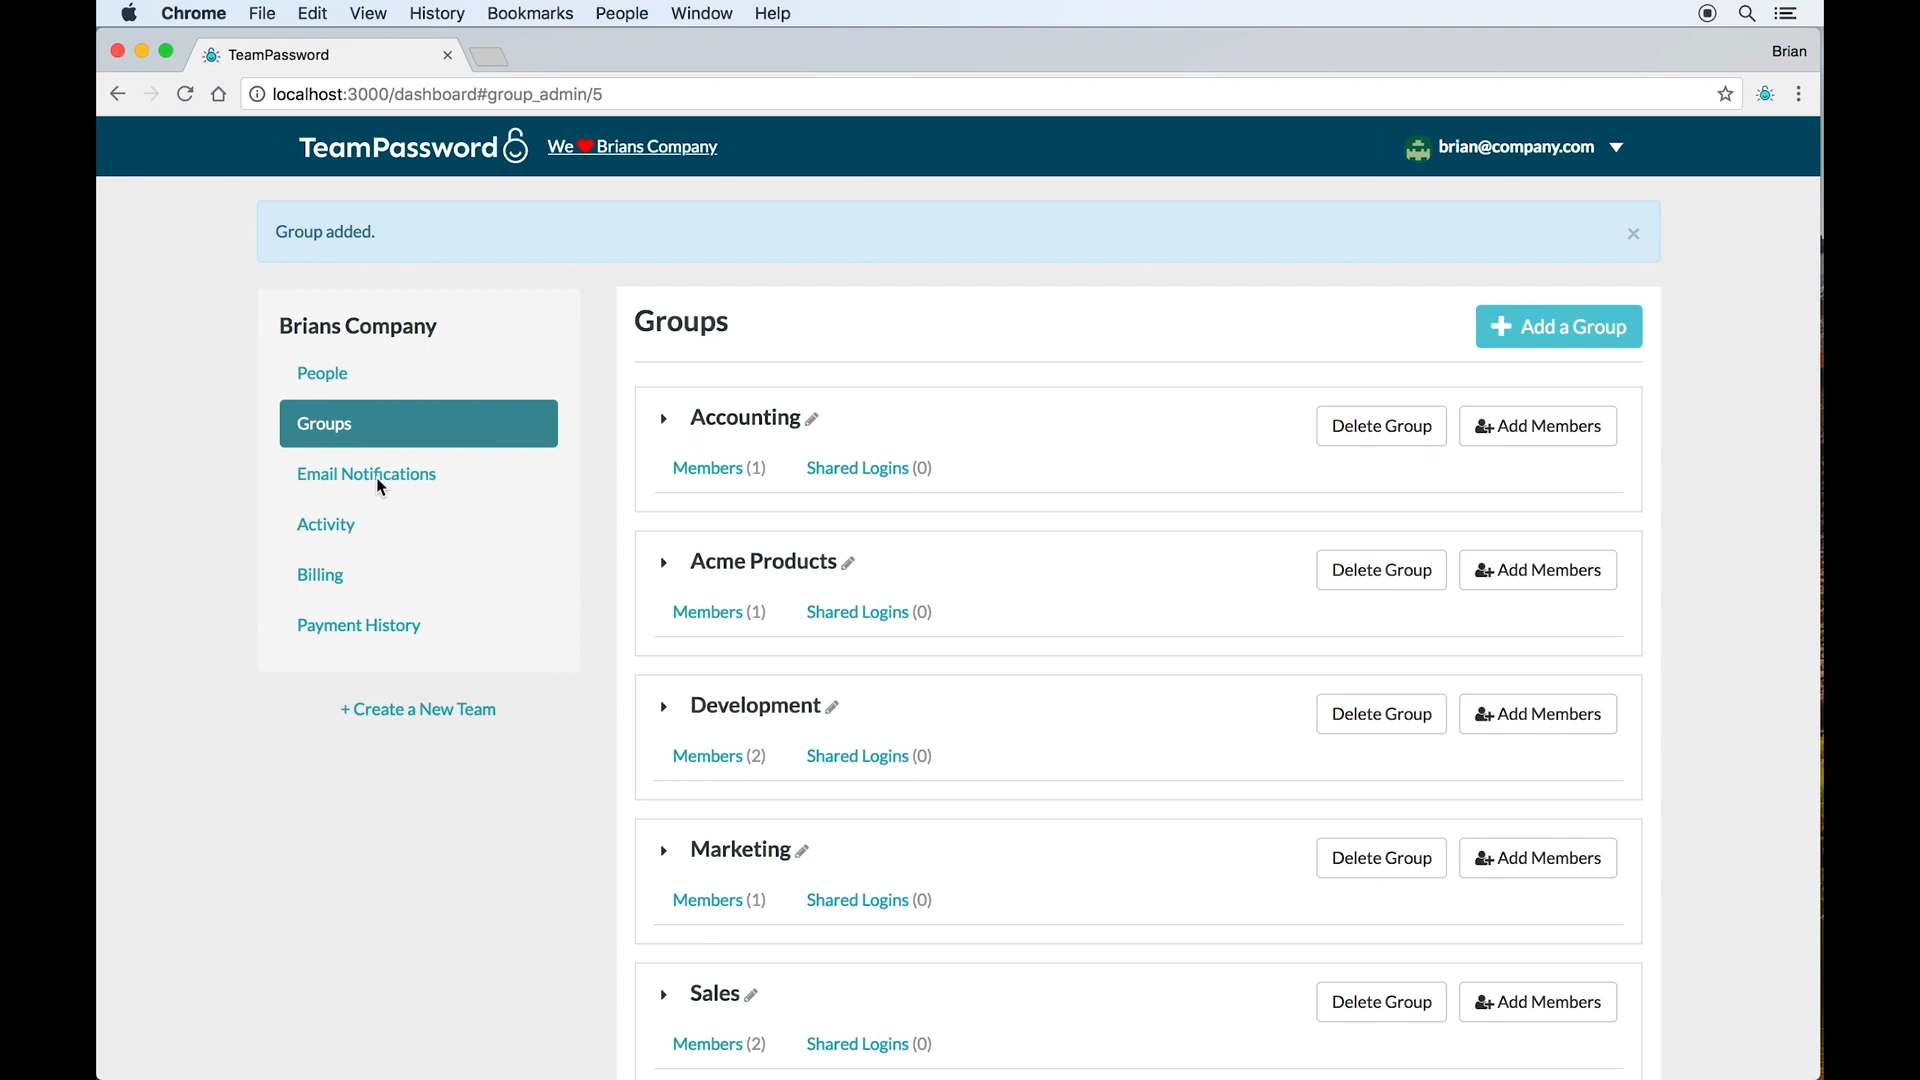 Chrome File Edit View History Bookmarks People Window Help
TeamPassword
Brian
localhost:3000/dashboard#group_admin/5
TeamPassword We ❤ Brians Company brian@company.com
Group added.
Brians Company
People
Groups
Email Notifications
Activity
Billing
Payment History
+ Create a New Team
Groups
Add a Group
Accounting
Delete Group Add Members
Members (1) Shared Logins (0)
Acme Products
Delete Group Add Members
Members (1) Shared Logins (0)
Development
Delete Group Add Members
Members (2) Shared Logins (0)
Marketing
Delete Group Add Members
Members (1) Shared Logins (0)
Sales
Delete Group Add Members
Members (2) Shared Logins (0)